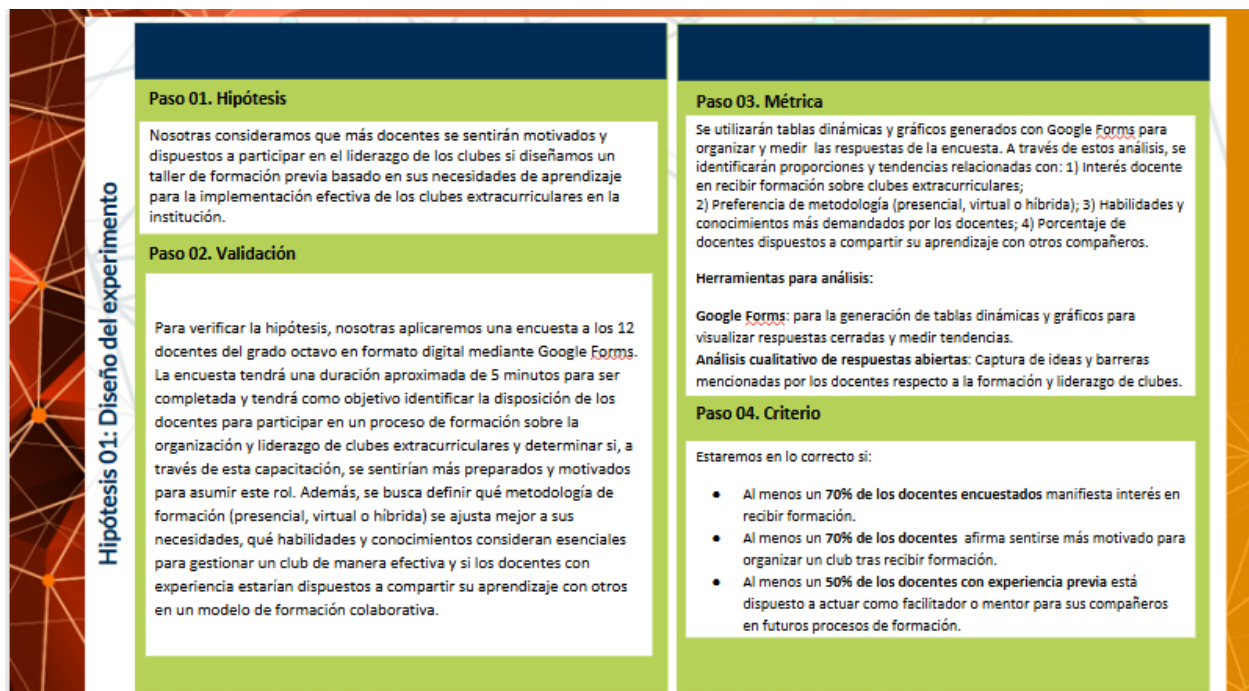 Hipótesis 01: Diseño del experimento
Paso 01. Hipótesis
Nosotras consideramos que más docentes se sentirán motivados y
dispuestos a participar en el liderazgo de los clubes si diseñamos un
taller de formación previa basado en sus necesidades de aprendizaje
para la implementación efectiva de los clubes extracurriculares en la
institución.
Paso 02. Validación
Para verificar la hipótesis, nosotras aplicaremos una encuesta a los 12
docentes del grado octavo en formato digital mediante Google Forms.
La encuesta tendrá una duración aproximada de 5 minutos para ser
completada y tendrá como objetivo identificar la disposición de los
docentes para participar en un proceso de formación sobre la
organización y liderazgo de clubes extracurriculares y determinar si, a
través de esta capacitación, se sentirían más preparados y motivados
para asumir este rol. Además, se busca definir qué metodología de
formación (presencial, virtual o híbrida) se ajusta mejor a sus
necesidades, qué habilidades y conocimientos consideran esenciales
para gestionar un club de manera efectiva y si los docentes con
experiencia estarían dispuestos a compartir su aprendizaje con otros
en un modelo de formación colaborativa.
Paso 03. Métrica
Se utilizarán tablas dinámicas y gráficos generados con Google Forms para
organizar y medir las respuestas de la encuesta. A través de estos análisis, se
identificarán proporciones y tendencias relacionadas con: 1) Interés docente
en recibir formación sobre clubes extracurriculares;
2) Preferencia de metodología (presencial, virtual o híbrida); 3) Habilidades y
conocimientos más demandados por los docentes; 4) Porcentaje de
docentes dispuestos a compartir su aprendizaje con otros compañeros.
Herramientas para análisis:
Google Forms: para la generación de tablas dinámicas y gráficos para
visualizar respuestas cerradas y medir tendencias.
Análisis cualitativo de respuestas abiertas: Captura de ideas y barreras
mencionadas por los docentes respecto a la formación y liderazgo de clubes.
Paso 04. Criterio
Estaremos en lo correcto si:
● Al menos un 70% de los docentes encuestados manifiesta interés en
recibir formación.
● Al menos un 70% de los docentes afirma sentirse más motivado para
organizar un club tras recibir formación.
● Al menos un 50% de los docentes con experiencia previa está
dispuesto a actuar como facilitador o mentor para sus compañeros
en futuros procesos de formación.